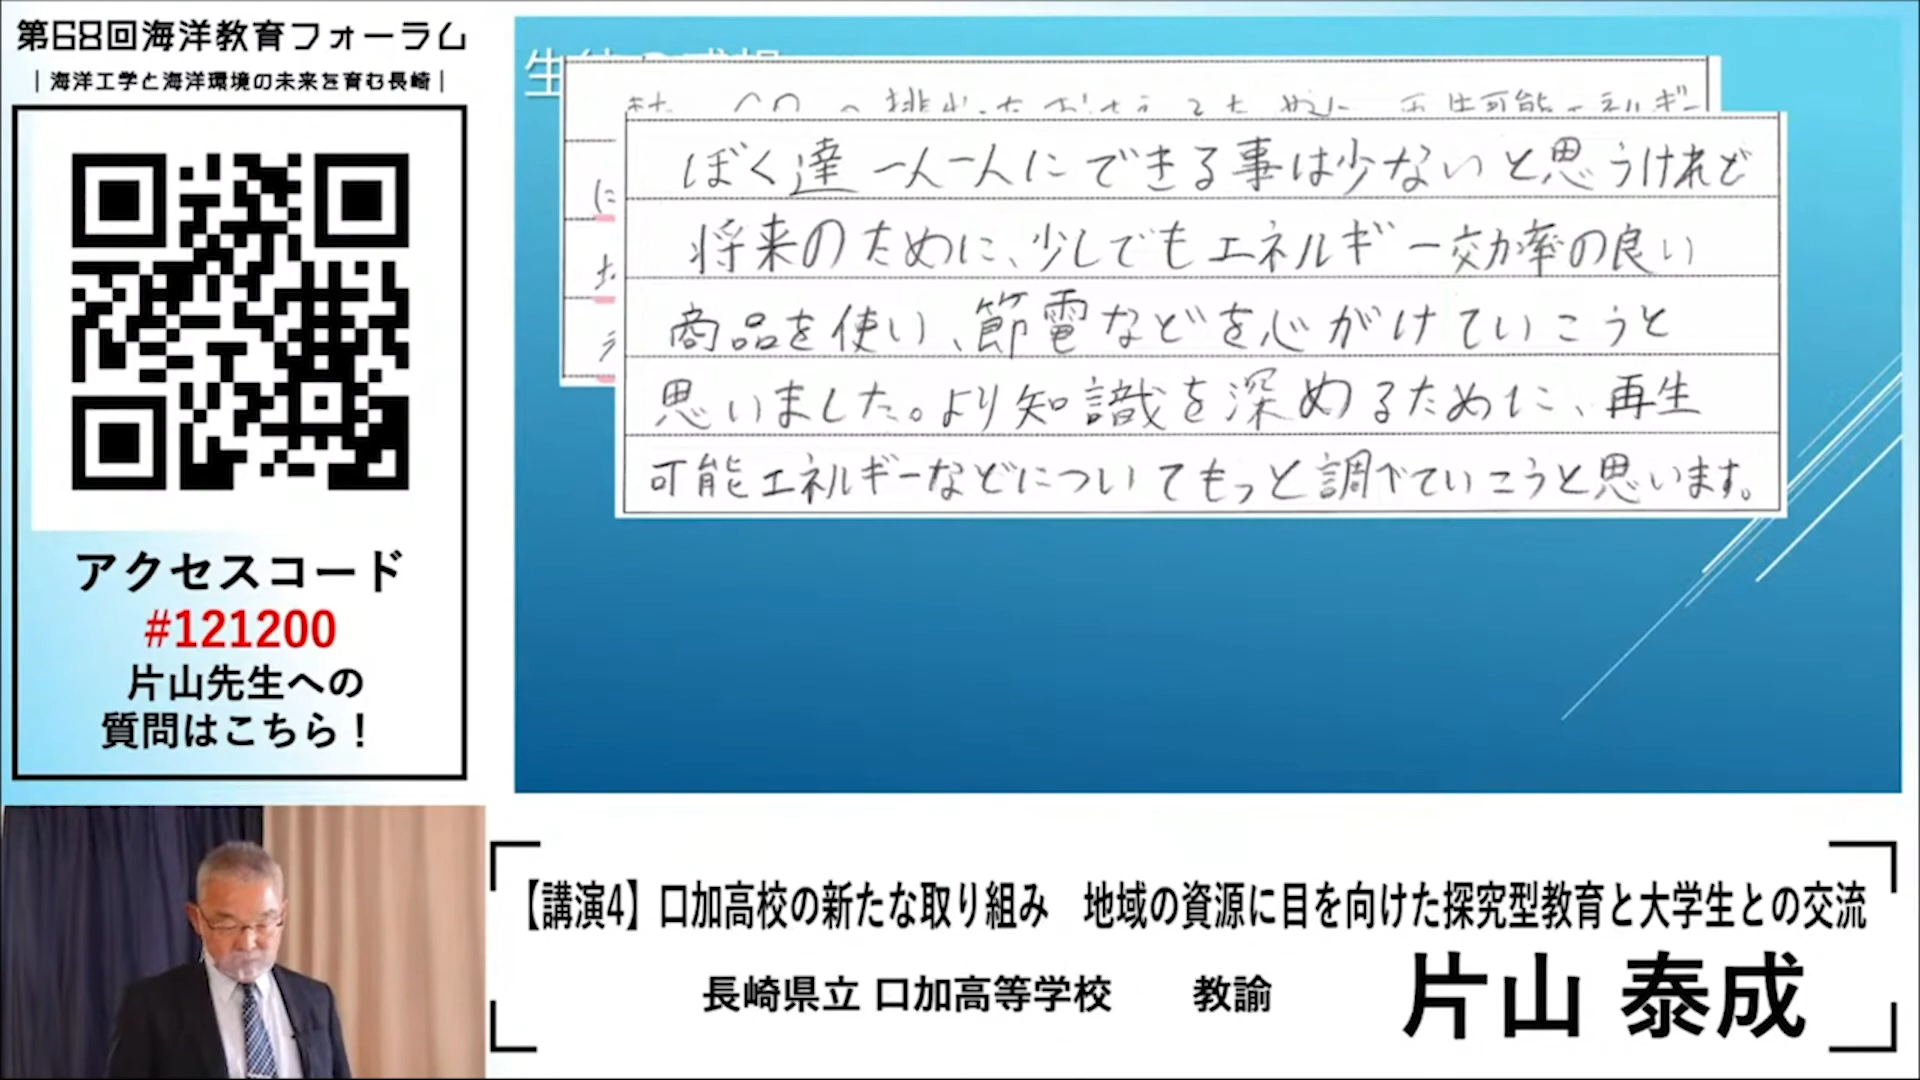 第68回海洋教育フォーラム
|海洋工学と海洋環境の未来を育む長崎|
アクセスコード
#121200
片山先生への
質問はこちら！
ぼく達一人一人にできる事は少ないと思うけれど
将来のために、少しでもエネルギー効率の良い
商品を使い、節電などを心がけていこうと
思いました。より知識を深めるために、再生
可能エネルギーなどについてもっと調べていこうと思います。
【講演4】口加高校の新たな取り組み　地域の資源に目を向けた探究型教育と大学生との交流
長崎県立 口加高等学校　教諭　片山 泰成